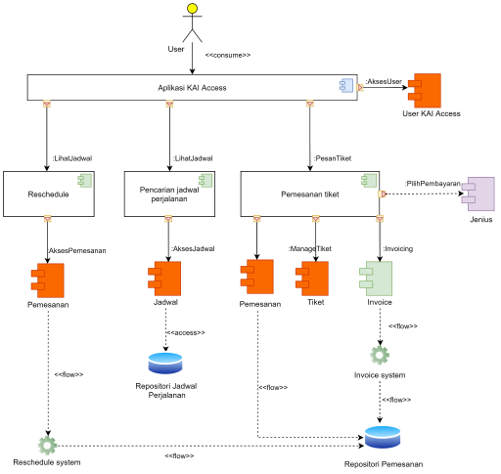 User
<<consume>>
Aplikasi KAI Access
:AksesUser
User KAI Access
:LihatJadwal
:LihatJadwal
:PesanTiket
Reschedule
Pencarian jadwal
perjalanan
Pemesanan tiket
:PilihPembayaran
Jenius
:AksesPemesanan
:AksesJadwal
:ManageTiket
:Invoicing
Pemesanan
Jadwal
Pemesanan
Tiket
Invoice
<<access>>
Repositori Jadwal
Perjalanan
<<flow>>
<<flow>>
Invoice system
<<flow>>
Reschedule system
<<flow>>
Repositori Pemesanan